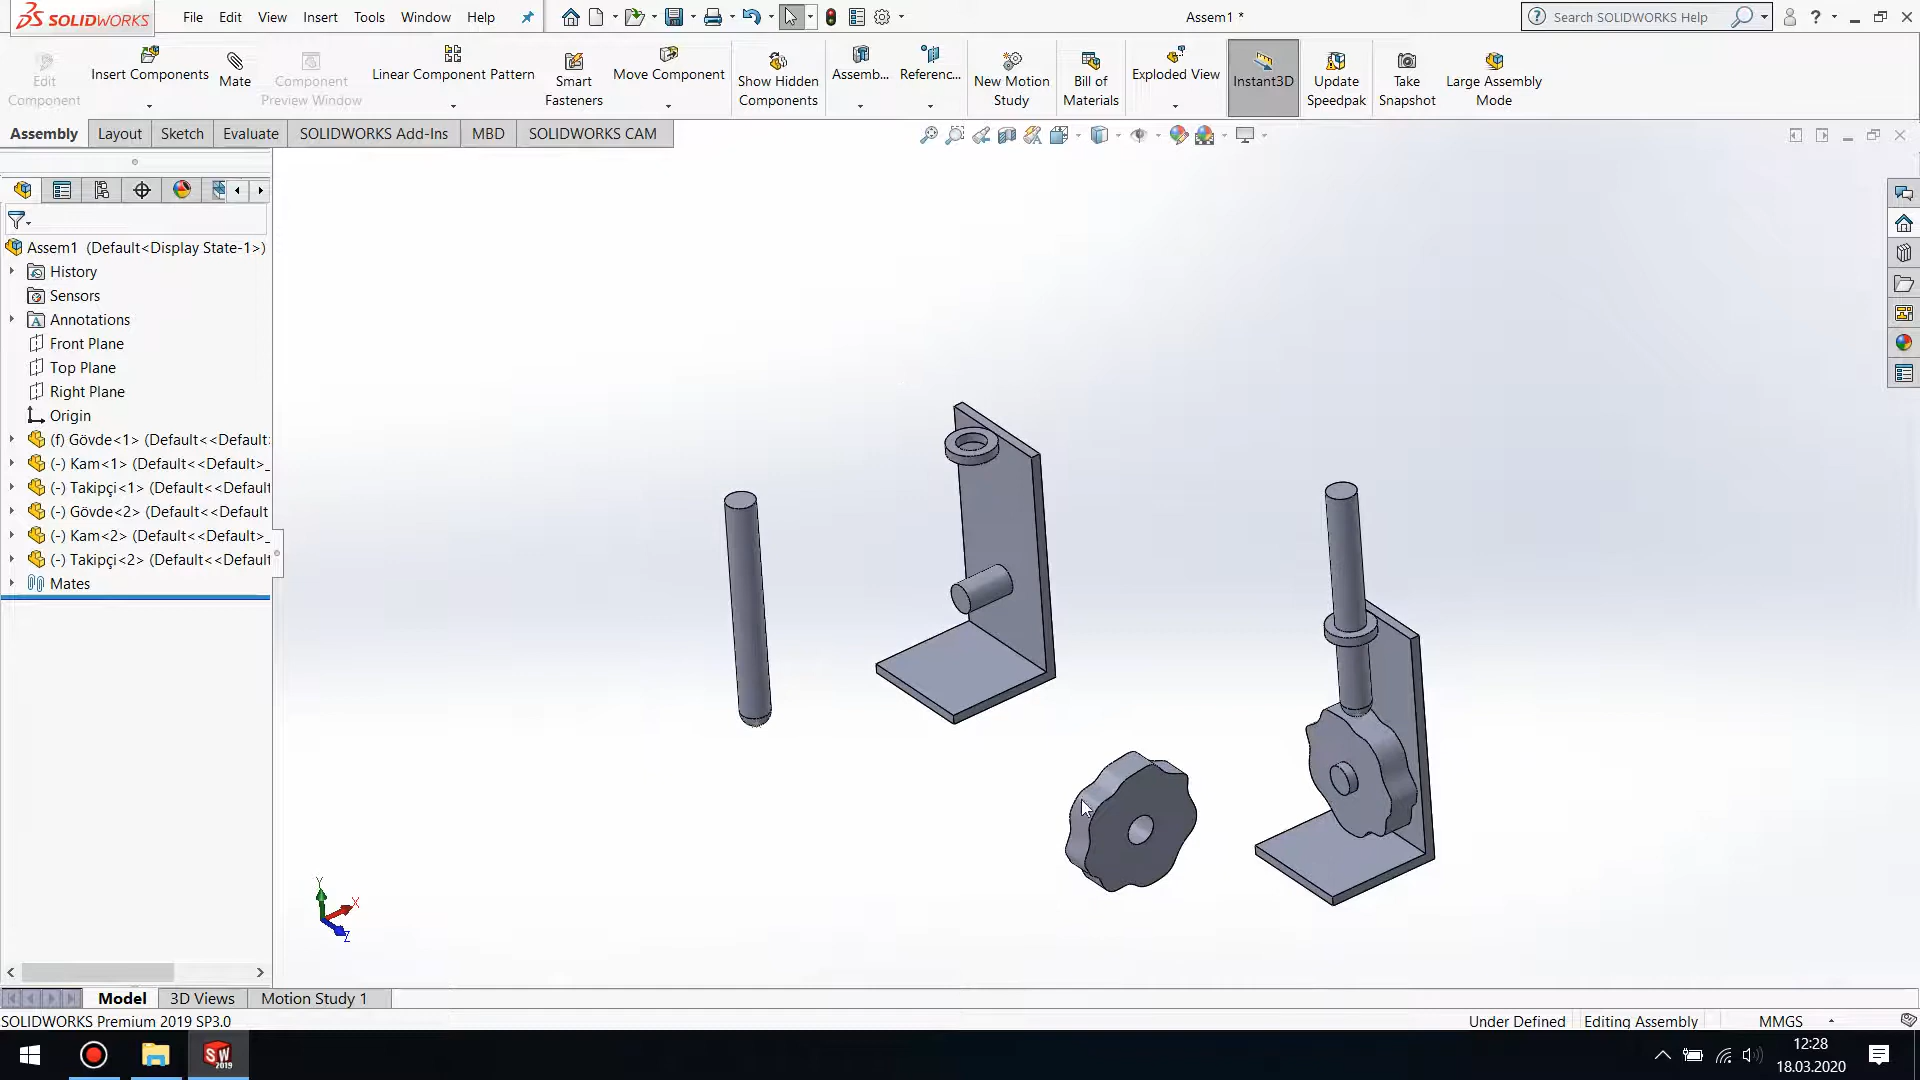 SOLIDWORKS
File Edit View Insert Tools Window Help
Assem1 *
Search SOLIDWORKS Help
Edit Component
Insert Components
Mate
Component Preview Window
Linear Component Pattern
Smart Fasteners
Move Component
Show Hidden Components
Assemb...
Referenc...
New Motion Study
Bill of Materials
Exploded View
Instant3D
Update Speedpak
Take Snapshot
Large Assembly Mode
Assembly Layout Sketch Evaluate SOLIDWORKS Add-Ins MBD SOLIDWORKS CAM
Assem1 (Default<Display State-1>)
History
Sensors
Annotations
Front Plane
Top Plane
Right Plane
Origin
(f) Gövde<1> (Default<<Default:
(-) Kam<1> (Default<<Default>_
(-) Takipçi<1> (Default<<Default
(-) Gövde<2> (Default<<Default
(-) Kam<2> (Default<<Default>_
(-) Takipçi<2> (Default<<Default
Mates
Y
X
Z
Model 3D Views Motion Study 1
SOLIDWORKS Premium 2019 SP3.0
Under Defined Editing Assembly MMGS
SW
2019
12:28
18.03.2020